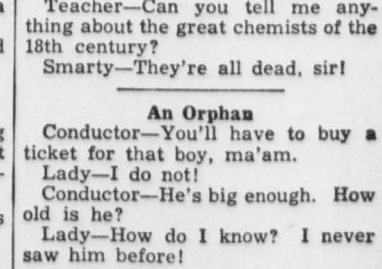 Teacher—Can you tell me any-
thing about the great chemists of the
18th century?
Smarty—They're all dead, sir!
An Orphan
Conductor—You'll have to buy a
ticket for that boy, ma'am.
Lady—I do not!
Conductor—He's big enough. How
old is he?
Lady—How do I know? I never
saw him before!